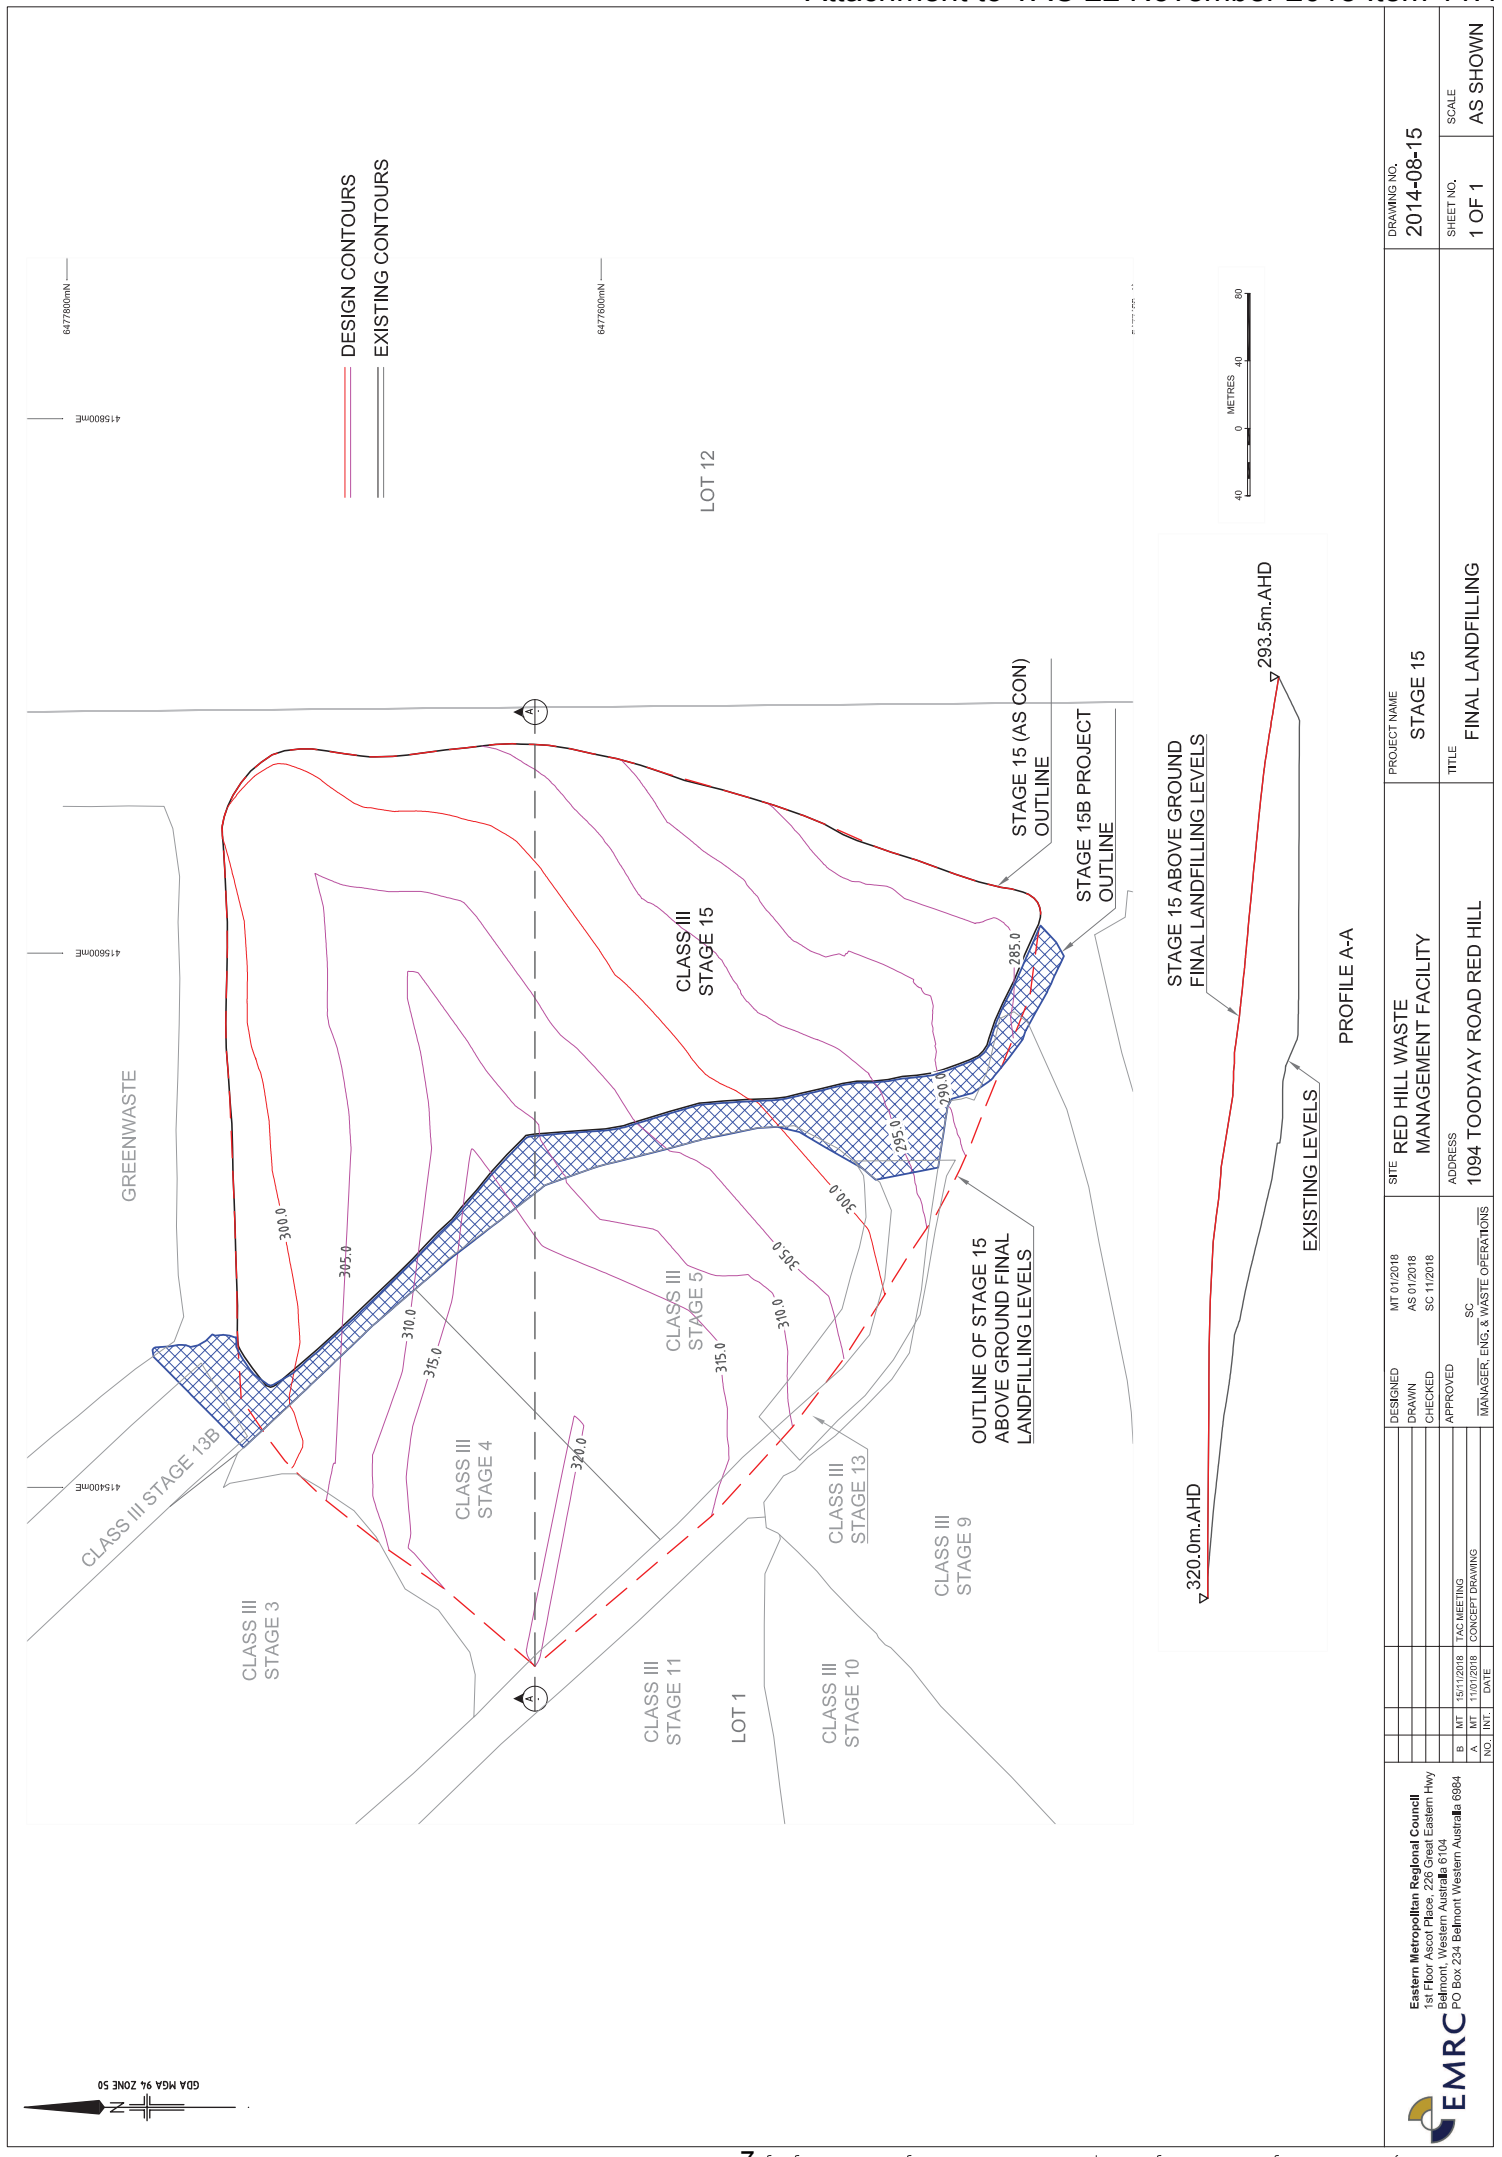 DESIGN CONTOURS
EXISTING CONTOURS
6477800mN
6477600mN
415800mE
415600mE
415400mE
LOT 12
GREENWASTE
CLASS III
STAGE 15
STAGE 15 (AS CON)
OUTLINE
STAGE 15B PROJECT
OUTLINE
OUTLINE OF STAGE 15
ABOVE GROUND FINAL
LANDFILLING LEVELS
CLASS III STAGE 13B
CLASS III
STAGE 3
CLASS III
STAGE 4
CLASS III
STAGE 5
CLASS III
STAGE 13
CLASS III
STAGE 9
CLASS III
STAGE 11
LOT 1
CLASS III
STAGE 10
300.0
305.0
310.0
315.0
320.0
315.0
310.0
305.0
300.0
295.0
290.0
285.0
A
A
GDA MGA 94 ZONE 50
N
METRES
40 0 40 80
STAGE 15 ABOVE GROUND
FINAL LANDFILLING LEVELS
320.0m.AHD
293.5m.AHD
EXISTING LEVELS
PROFILE A-A
EMRC
Eastern Metropolitan Regional Council
1st Floor Ascot Place, 226 Great Eastern Hwy
Belmont, Western Australia 6104
PO Box 234 Belmont Western Australia 6984
B MT 15/11/2018 TAC MEETING
A MT 11/01/2018 CONCEPT DRAWING
NO. INT. DATE
DESIGNED MT 01/2018
DRAWN AS 01/2018
CHECKED SC 11/2018
APPROVED
SC
MANAGER, ENG. & WASTE OPERATIONS
SITE
RED HILL WASTE
MANAGEMENT FACILITY
ADDRESS
1094 TOODYAY ROAD RED HILL
PROJECT NAME
STAGE 15
TITLE
FINAL LANDFILLING
DRAWING NO.
2014-08-15
SHEET NO.
1 OF 1
SCALE
AS SHOWN